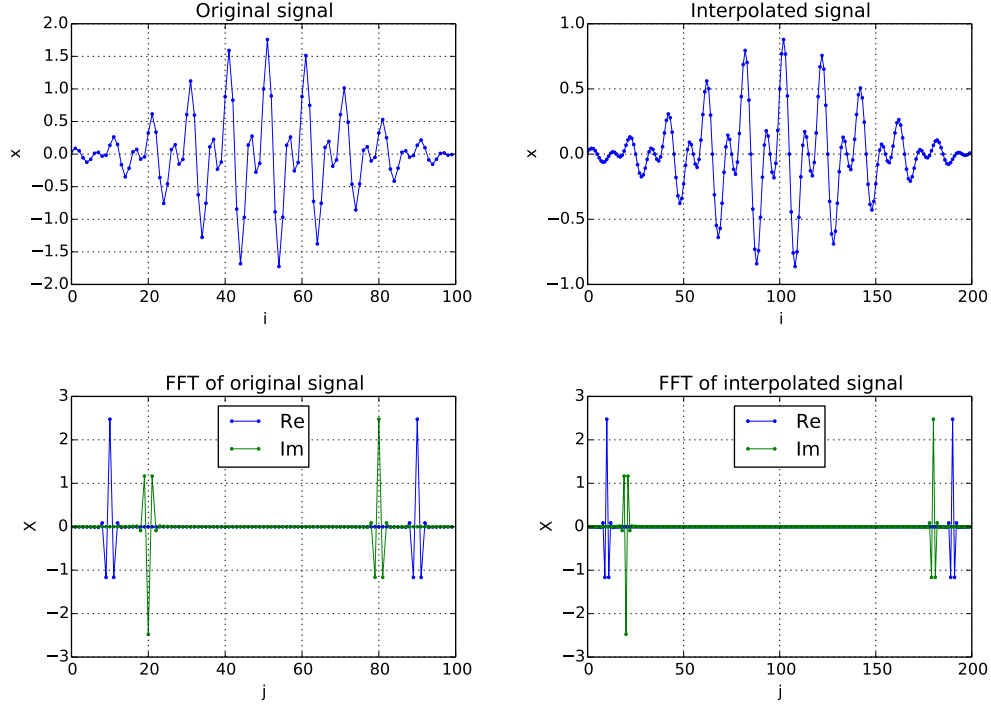 Original signal
x
2.0
1.5
1.0
0.5
0.0
−0.5
−1.0
−1.5
−2.0
0 20 40 60 80 100
i
Interpolated signal
x
1.0
0.5
0.0
−0.5
−1.0
0 50 100 150 200
i
FFT of original signal
X
3
2
1
0
−1
−2
−3
Re
Im
0 20 40 60 80 100
j
FFT of interpolated signal
X
3
2
1
0
−1
−2
−3
Re
Im
0 50 100 150 200
j